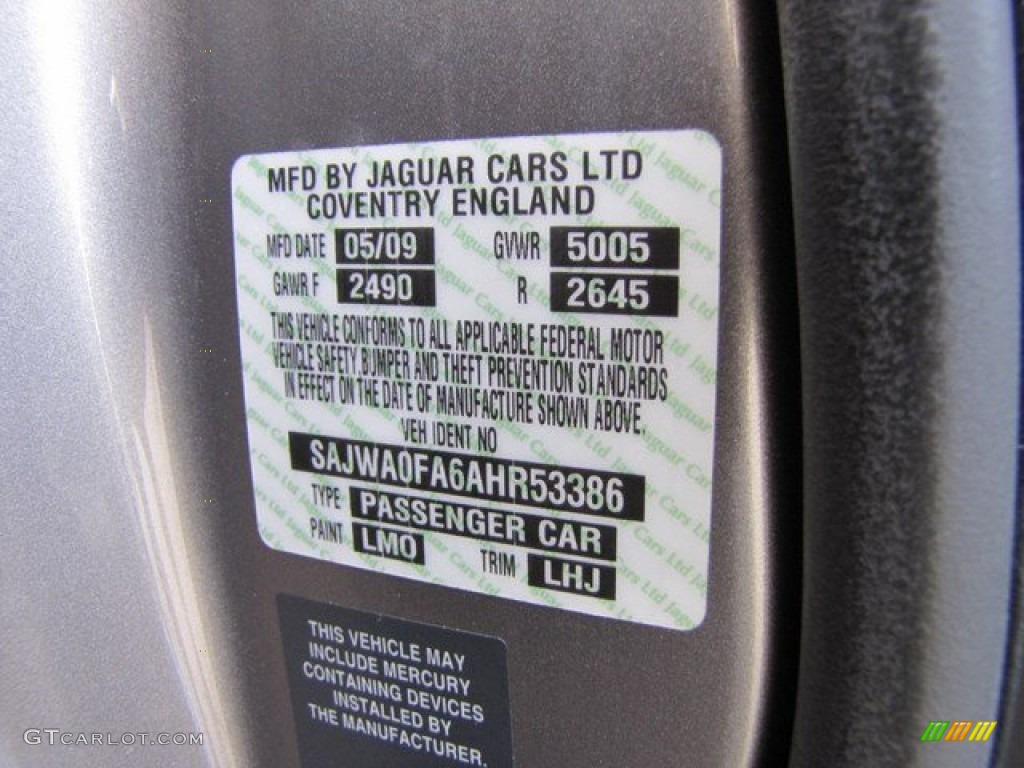 MFD BY JAGUAR CARS LTD
COVENTRY ENGLAND
MFD DATE 05/09 GVWR 5005
GAWR F 2490 R 2645
THIS VEHICLE CONFORMS TO ALL APPLICABLE FEDERAL MOTOR
VEHICLE SAFETY, BUMPER AND THEFT PREVENTION STANDARDS
IN EFFECT ON THE DATE OF MANUFACTURE SHOWN ABOVE.
VEH IDENT NO
SAJWA0FA6AHR53386
TYPE PASSENGER CAR
PAINT LMO TRIM LHJ
THIS VEHICLE MAY
INCLUDE MERCURY
CONTAINING DEVICES
INSTALLED BY
THE MANUFACTURER.
GTCARLOT.COM